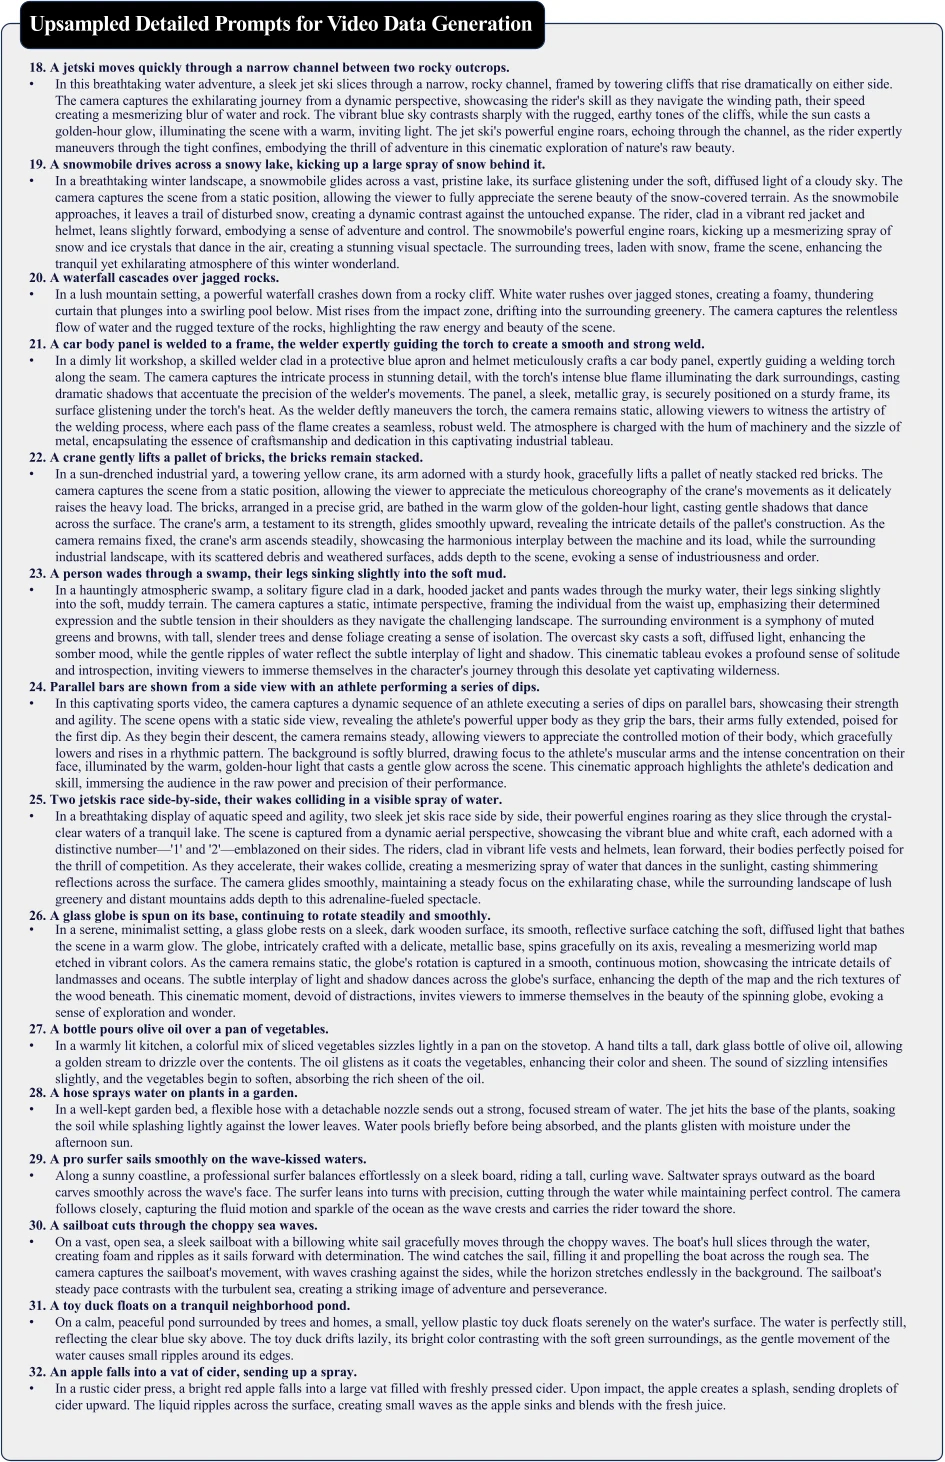 Upsampled Detailed Prompts for Video Data Generation
18. A jetski moves quickly through a narrow channel between two rocky outcrops.
• In this breathtaking water adventure, a sleek jet ski slices through a narrow, rocky channel, framed by towering cliffs that rise dramatically on either side.
The camera captures the exhilarating journey from a dynamic perspective, showcasing the rider's skill as they navigate the winding path, their speed
creating a mesmerizing blur of water and rock. The vibrant blue sky contrasts sharply with the rugged, earthy tones of the cliffs, while the sun casts a
golden-hour glow, illuminating the scene with a warm, inviting light. The jet ski's powerful engine roars, echoing through the channel, as the rider expertly
maneuvers through the tight confines, embodying the thrill of adventure in this cinematic exploration of nature's raw beauty.
19. A snowmobile drives across a snowy lake, kicking up a large spray of snow behind it.
• In a breathtaking winter landscape, a snowmobile glides across a vast, pristine lake, its surface glistening under the soft, diffused light of a cloudy sky. The
camera captures the scene from a static position, allowing the viewer to fully appreciate the serene beauty of the snow-covered terrain. As the snowmobile
approaches, it leaves a trail of disturbed snow, creating a dynamic contrast against the untouched expanse. The rider, clad in a vibrant red jacket and
helmet, leans slightly forward, embodying a sense of adventure and control. The snowmobile's powerful engine roars, kicking up a mesmerizing spray of
snow and ice crystals that dance in the air, creating a stunning visual spectacle. The surrounding trees, laden with snow, frame the scene, enhancing the
tranquil yet exhilarating atmosphere of this winter wonderland.
20. A waterfall cascades over jagged rocks.
• In a lush mountain setting, a powerful waterfall crashes down from a rocky cliff. White water rushes over jagged stones, creating a foamy, thundering
curtain that plunges into a swirling pool below. Mist rises from the impact zone, drifting into the surrounding greenery. The camera captures the relentless
flow of water and the rugged texture of the rocks, highlighting the raw energy and beauty of the scene.
21. A car body panel is welded to a frame, the welder expertly guiding the torch to create a smooth and strong weld.
• In a dimly lit workshop, a skilled welder clad in a protective blue apron and helmet meticulously crafts a car body panel, expertly guiding a welding torch
along the seam. The camera captures the intricate process in stunning detail, with the torch's intense blue flame illuminating the dark surroundings, casting
dramatic shadows that accentuate the precision of the welder's movements. The panel, a sleek, metallic gray, is securely positioned on a sturdy frame, its
surface glistening under the torch's heat. As the welder deftly maneuvers the torch, the camera remains static, allowing viewers to witness the artistry of
the welding process, where each pass of the flame creates a seamless, robust weld. The atmosphere is charged with the hum of machinery and the sizzle of
metal, encapsulating the essence of craftsmanship and dedication in this captivating industrial tableau.
22. A crane gently lifts a pallet of bricks, the bricks remain stacked.
• In a sun-drenched industrial yard, a towering yellow crane, its arm adorned with a sturdy hook, gracefully lifts a pallet of neatly stacked red bricks. The
camera captures the scene from a static position, allowing the viewer to appreciate the meticulous choreography of the crane's movements as it delicately
raises the heavy load. The bricks, arranged in a precise grid, are bathed in the warm glow of the golden-hour light, casting gentle shadows that dance
across the surface. The crane's arm, a testament to its strength, glides smoothly upward, revealing the intricate details of the pallet's construction. As the
camera remains fixed, the crane's arm ascends steadily, showcasing the harmonious interplay between the machine and its load, while the surrounding
industrial landscape, with its scattered debris and weathered surfaces, adds depth to the scene, evoking a sense of industriousness and order.
23. A person wades through a swamp, their legs sinking slightly into the soft mud.
• In a hauntingly atmospheric swamp, a solitary figure clad in a dark, hooded jacket and pants wades through the murky water, their legs sinking slightly
into the soft, muddy terrain. The camera captures a static, intimate perspective, framing the individual from the waist up, emphasizing their determined
expression and the subtle tension in their shoulders as they navigate the challenging landscape. The surrounding environment is a symphony of muted
greens and browns, with tall, slender trees and dense foliage creating a sense of isolation. The overcast sky casts a soft, diffused light, enhancing the
somber mood, while the gentle ripples of water reflect the subtle interplay of light and shadow. This cinematic tableau evokes a profound sense of solitude
and introspection, inviting viewers to immerse themselves in the character's journey through this desolate yet captivating wilderness.
24. Parallel bars are shown from a side view with an athlete performing a series of dips.
• In this captivating sports video, the camera captures a dynamic sequence of an athlete executing a series of dips on parallel bars, showcasing their strength
and agility. The scene opens with a static side view, revealing the athlete's powerful upper body as they grip the bars, their arms fully extended, poised for
the first dip. As they begin their descent, the camera remains steady, allowing viewers to appreciate the controlled motion of their body, which gracefully
lowers and rises in a rhythmic pattern. The background is softly blurred, drawing focus to the athlete's muscular arms and the intense concentration on their
face, illuminated by the warm, golden-hour light that casts a gentle glow across the scene. This cinematic approach highlights the athlete's dedication and
skill, immersing the audience in the raw power and precision of their performance.
25. Two jetskis race side-by-side, their wakes colliding in a visible spray of water.
• In a breathtaking display of aquatic speed and agility, two sleek jet skis race side by side, their powerful engines roaring as they slice through the crystal-
clear waters of a tranquil lake. The scene is captured from a dynamic aerial perspective, showcasing the vibrant blue and white craft, each adorned with a
distinctive number—'1' and '2'—emblazoned on their sides. The riders, clad in vibrant life vests and helmets, lean forward, their bodies perfectly poised for
the thrill of competition. As they accelerate, their wakes collide, creating a mesmerizing spray of water that dances in the sunlight, casting shimmering
reflections across the surface. The camera glides smoothly, maintaining a steady focus on the exhilarating chase, while the surrounding landscape of lush
greenery and distant mountains adds depth to this adrenaline-fueled spectacle.
26. A glass globe is spun on its base, continuing to rotate steadily and smoothly.
• In a serene, minimalist setting, a glass globe rests on a sleek, dark wooden surface, its smooth, reflective surface catching the soft, diffused light that bathes
the scene in a warm glow. The globe, intricately crafted with a delicate, metallic base, spins gracefully on its axis, revealing a mesmerizing world map
etched in vibrant colors. As the camera remains static, the globe's rotation is captured in a smooth, continuous motion, showcasing the intricate details of
landmasses and oceans. The subtle interplay of light and shadow dances across the globe's surface, enhancing the depth of the map and the rich textures of
the wood beneath. This cinematic moment, devoid of distractions, invites viewers to immerse themselves in the beauty of the spinning globe, evoking a
sense of exploration and wonder.
27. A bottle pours olive oil over a pan of vegetables.
• In a warmly lit kitchen, a colorful mix of sliced vegetables sizzles lightly in a pan on the stovetop. A hand tilts a tall, dark glass bottle of olive oil, allowing
a golden stream to drizzle over the contents. The oil glistens as it coats the vegetables, enhancing their color and sheen. The sound of sizzling intensifies
slightly, and the vegetables begin to soften, absorbing the rich sheen of the oil.
28. A hose sprays water on plants in a garden.
• In a well-kept garden bed, a flexible hose with a detachable nozzle sends out a strong, focused stream of water. The jet hits the base of the plants, soaking
the soil while splashing lightly against the lower leaves. Water pools briefly before being absorbed, and the plants glisten with moisture under the
afternoon sun.
29. A pro surfer sails smoothly on the wave-kissed waters.
• Along a sunny coastline, a professional surfer balances effortlessly on a sleek board, riding a tall, curling wave. Saltwater sprays outward as the board
carves smoothly across the wave's face. The surfer leans into turns with precision, cutting through the water while maintaining perfect control. The camera
follows closely, capturing the fluid motion and sparkle of the ocean as the wave crests and carries the rider toward the shore.
30. A sailboat cuts through the choppy sea waves.
• On a vast, open sea, a sleek sailboat with a billowing white sail gracefully moves through the choppy waves. The boat's hull slices through the water,
creating foam and ripples as it sails forward with determination. The wind catches the sail, filling it and propelling the boat across the rough sea. The
camera captures the sailboat's movement, with waves crashing against the sides, while the horizon stretches endlessly in the background. The sailboat's
steady pace contrasts with the turbulent sea, creating a striking image of adventure and perseverance.
31. A toy duck floats on a tranquil neighborhood pond.
• On a calm, peaceful pond surrounded by trees and homes, a small, yellow plastic toy duck floats serenely on the water's surface. The water is perfectly still,
reflecting the clear blue sky above. The toy duck drifts lazily, its bright color contrasting with the soft green surroundings, as the gentle movement of the
water causes small ripples around its edges.
32. An apple falls into a vat of cider, sending up a spray.
• In a rustic cider press, a bright red apple falls into a large vat filled with freshly pressed cider. Upon impact, the apple creates a splash, sending droplets of
cider upward. The liquid ripples across the surface, creating small waves as the apple sinks and blends with the fresh juice.